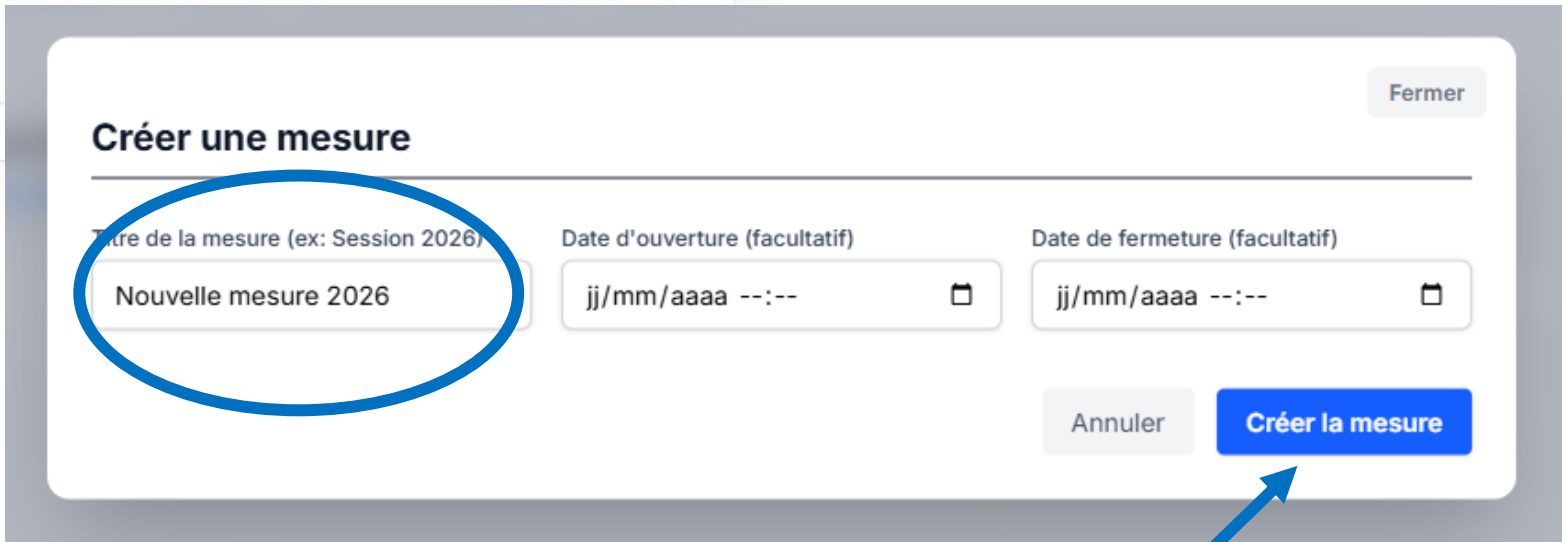 Fermer
Créer une mesure
Titre de la mesure (ex: Session 2026)
Date d'ouverture (facultatif)
Date de fermeture (facultatif)
Nouvelle mesure 2026
jj/mm/aaaa --:--
jj/mm/aaaa --:--
Annuler
Créer la mesure